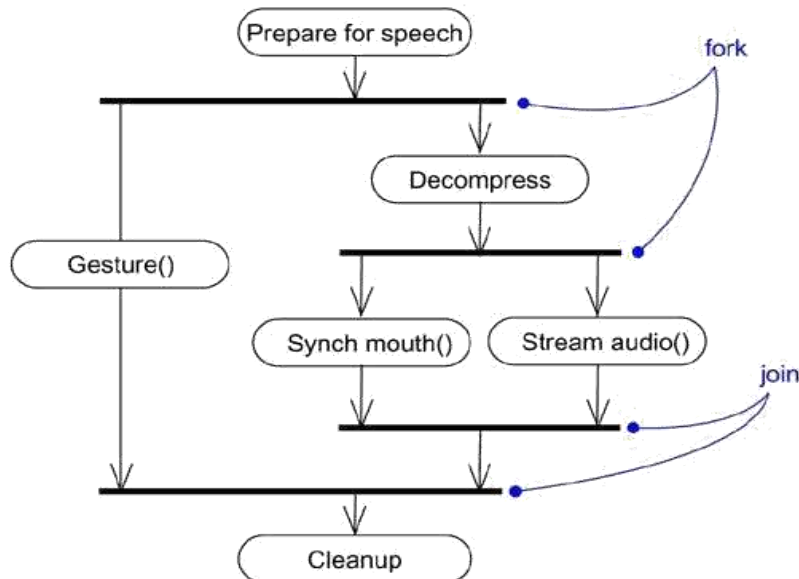 Prepare for speech
fork
Decompress
Gesture()
Synch mouth()
Stream audio()
join
Cleanup